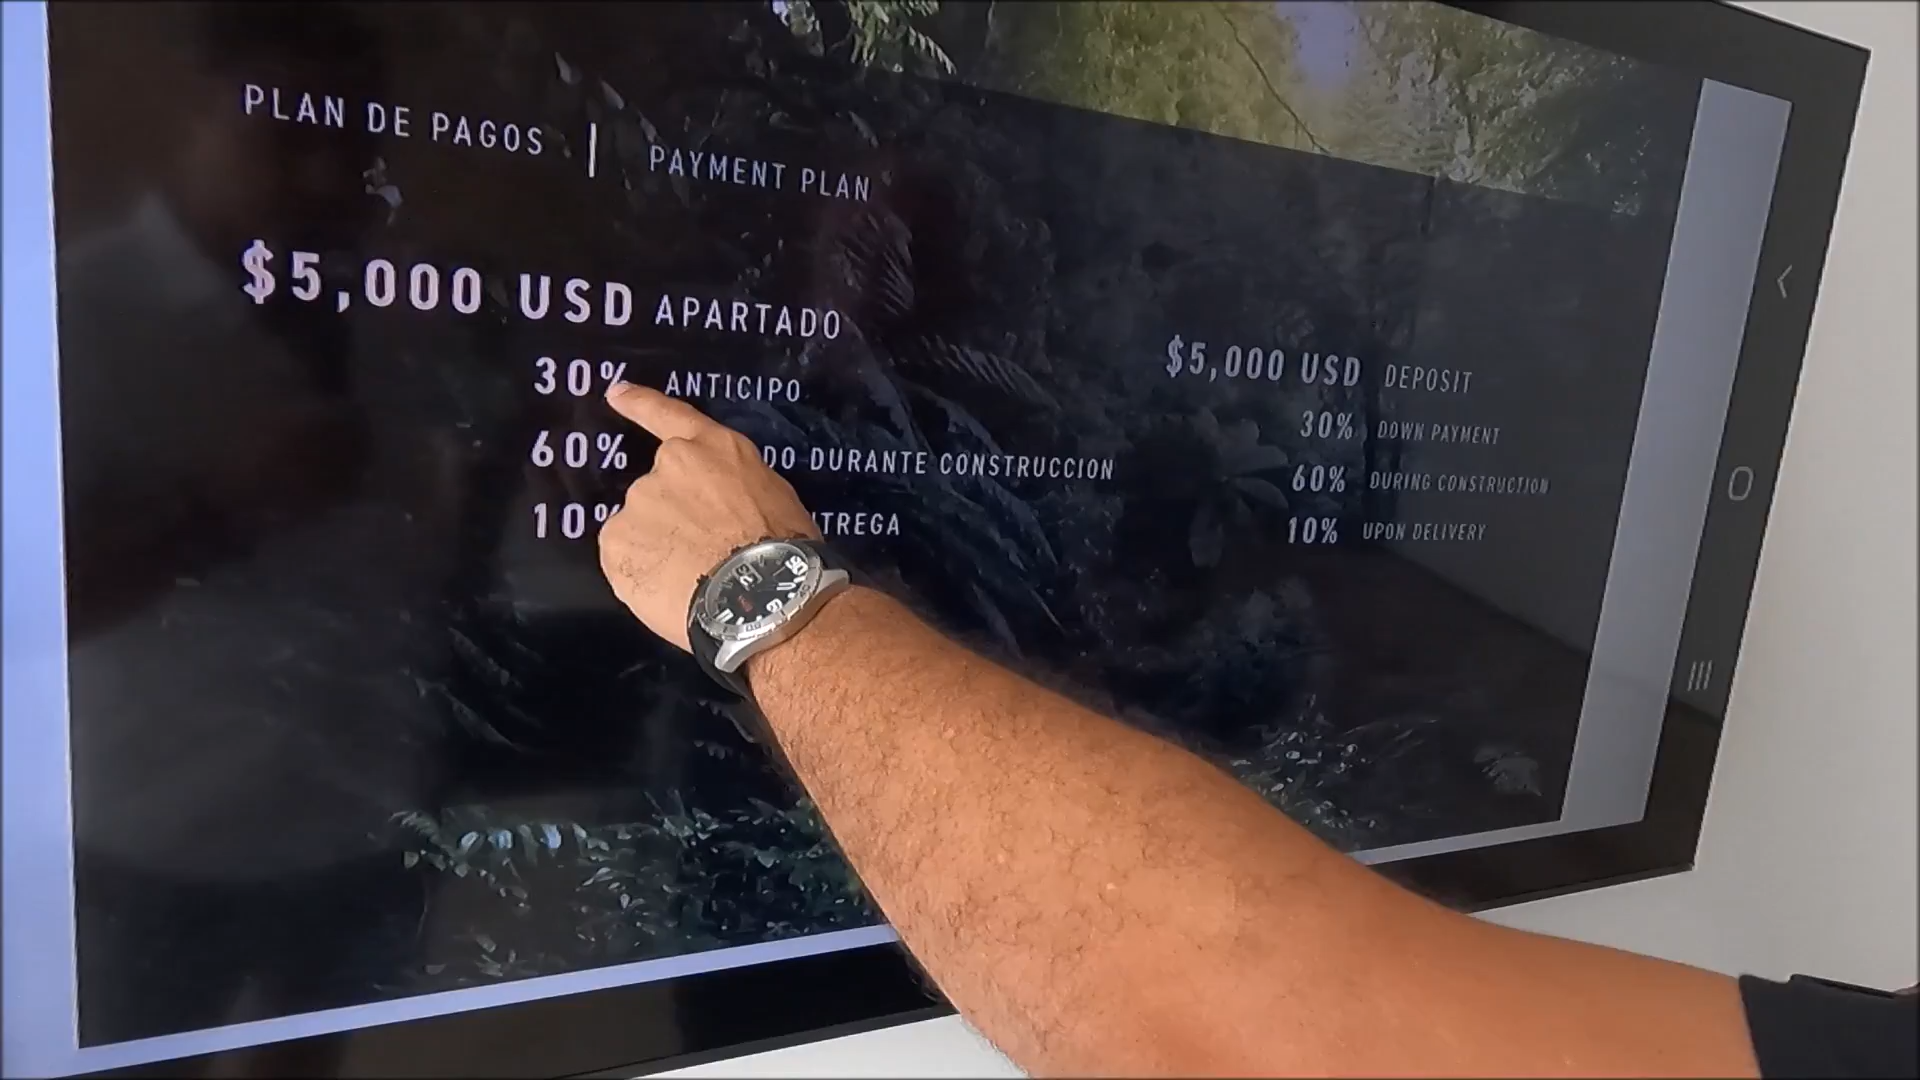 PLAN DE PAGOS | PAYMENT PLAN
$5,000 USD APARTADO
30% ANTICIPO
60% DURANTE CONSTRUCCION
10%
$5,000 USD DEPOSIT
30% DOWN PAYMENT
60% DURING CONSTRUCTION
10% UPON DELIVERY